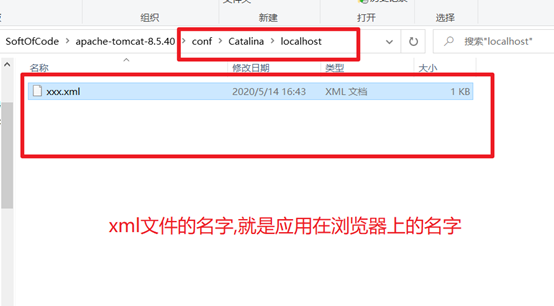 组织
新建
打开
选择
SoftOfCode > apache-tomcat-8.5.40 > conf > Catalina > localhost
搜索"localhost"
名称 修改日期 类型 大小
xxx.xml 2020/5/14 16:43 XML 文档 1 KB
xml文件的名字,就是应用在浏览器上的名字